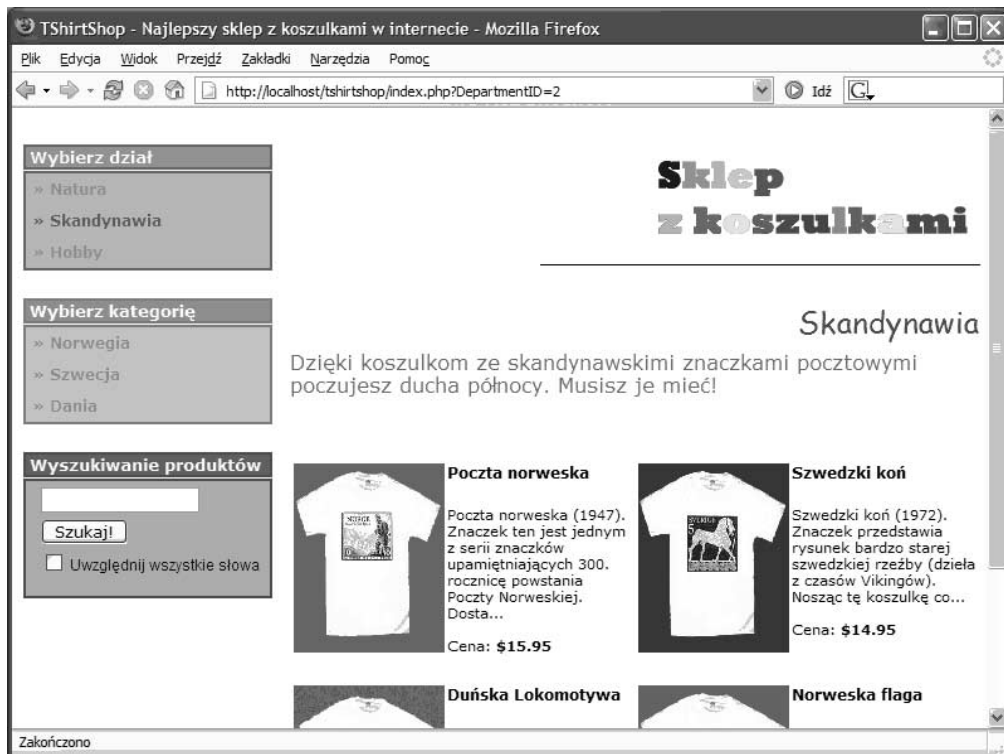 TShirtShop - Najlepszy sklep z koszulkami w internecie - Mozilla Firefox
Plik Edycja Widok Przejdź Zakładki Narzędzia Pomoc
http://localhost/tshirtshop/index.php?DepartmentID=2
Idź
G
Wybierz dział
» Natura
» Skandynawia
» Hobby
Wybierz kategorię
» Norwegia
» Szwecja
» Dania
Wyszukiwanie produktów
Szukaj!
Uwzględnij wszystkie słowa
Sklep
z koszulkami
Skandynawia
Dzięki koszulkom ze skandynawskimi znaczkami pocztowymi
poczujesz ducha północy. Musisz je mieć!
Poczta norweska
Poczta norweska (1947).
Znaczek ten jest jednym
z serii znaczków
upamiętniających 300.
rocznicę powstania
Poczty Norweskiej.
Dosta...
Cena: $15.95
Szwedzki koń
Szwedzki koń (1972).
Znaczek przedstawia
rysunek bardzo starej
szwedzkiej rzeźby (dzieła
z czasów Vikingów).
Nosząc tę koszulkę co...
Cena: $14.95
Duńska Lokomotywa
Norweska flaga
Zakończono